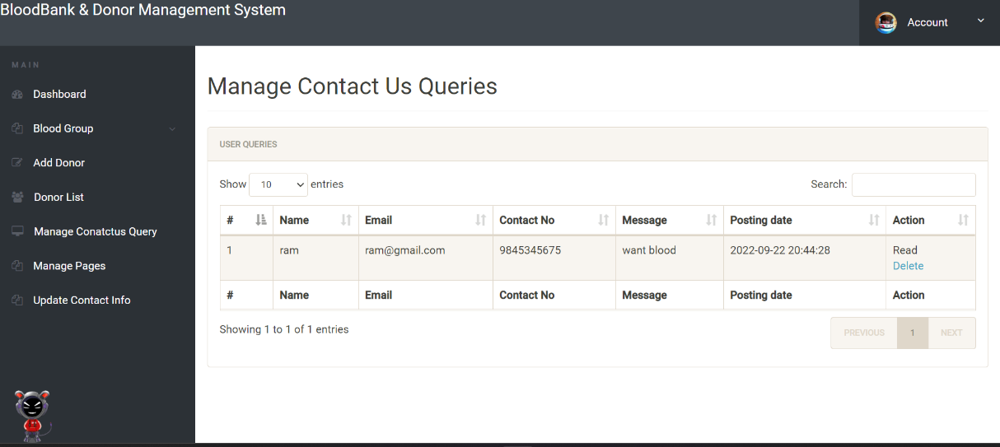 BloodBank & Donor Management System
Account
MAIN
Dashboard
Blood Group
Add Donor
Donor List
Manage Conatctus Query
Manage Pages
Update Contact Info
Manage Contact Us Queries
USER QUERIES
Show 10 entries Search:
# Name Email Contact No Message Posting date Action
1 ram ram@gmail.com 9845345675 want blood 2022-09-22 20:44:28 Read
Delete
# Name Email Contact No Message Posting date Action
Showing 1 to 1 of 1 entries
PREVIOUS 1 NEXT